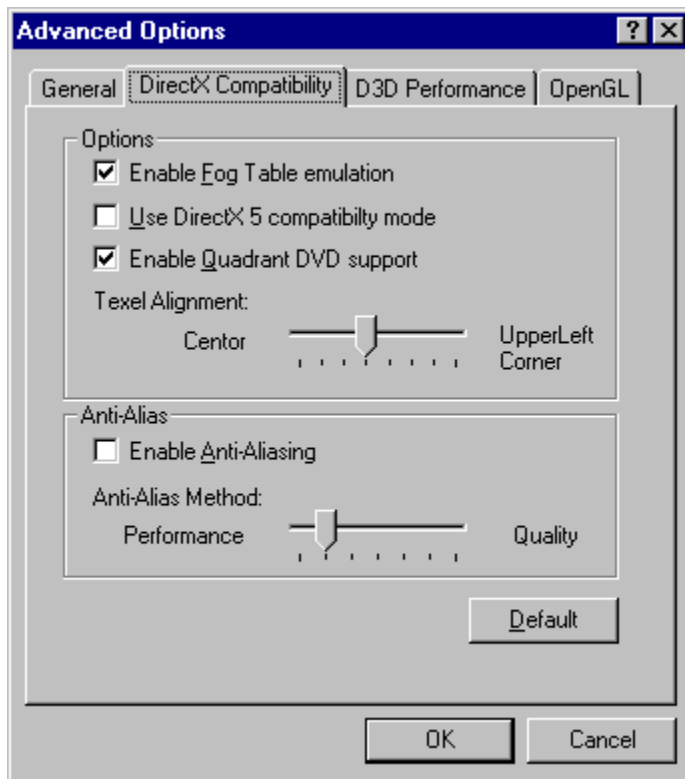 Advanced Options
General DirectX Compatibility D3D Performance OpenGL
Options
Enable Fog Table emulation
Use DirectX 5 compatibilty mode
Enable Quadrant DVD support
Texel Alignment:
Centor UpperLeft
Corner
Anti-Alias
Enable Anti-Aliasing
Anti-Alias Method:
Performance Quality
Default
OK Cancel